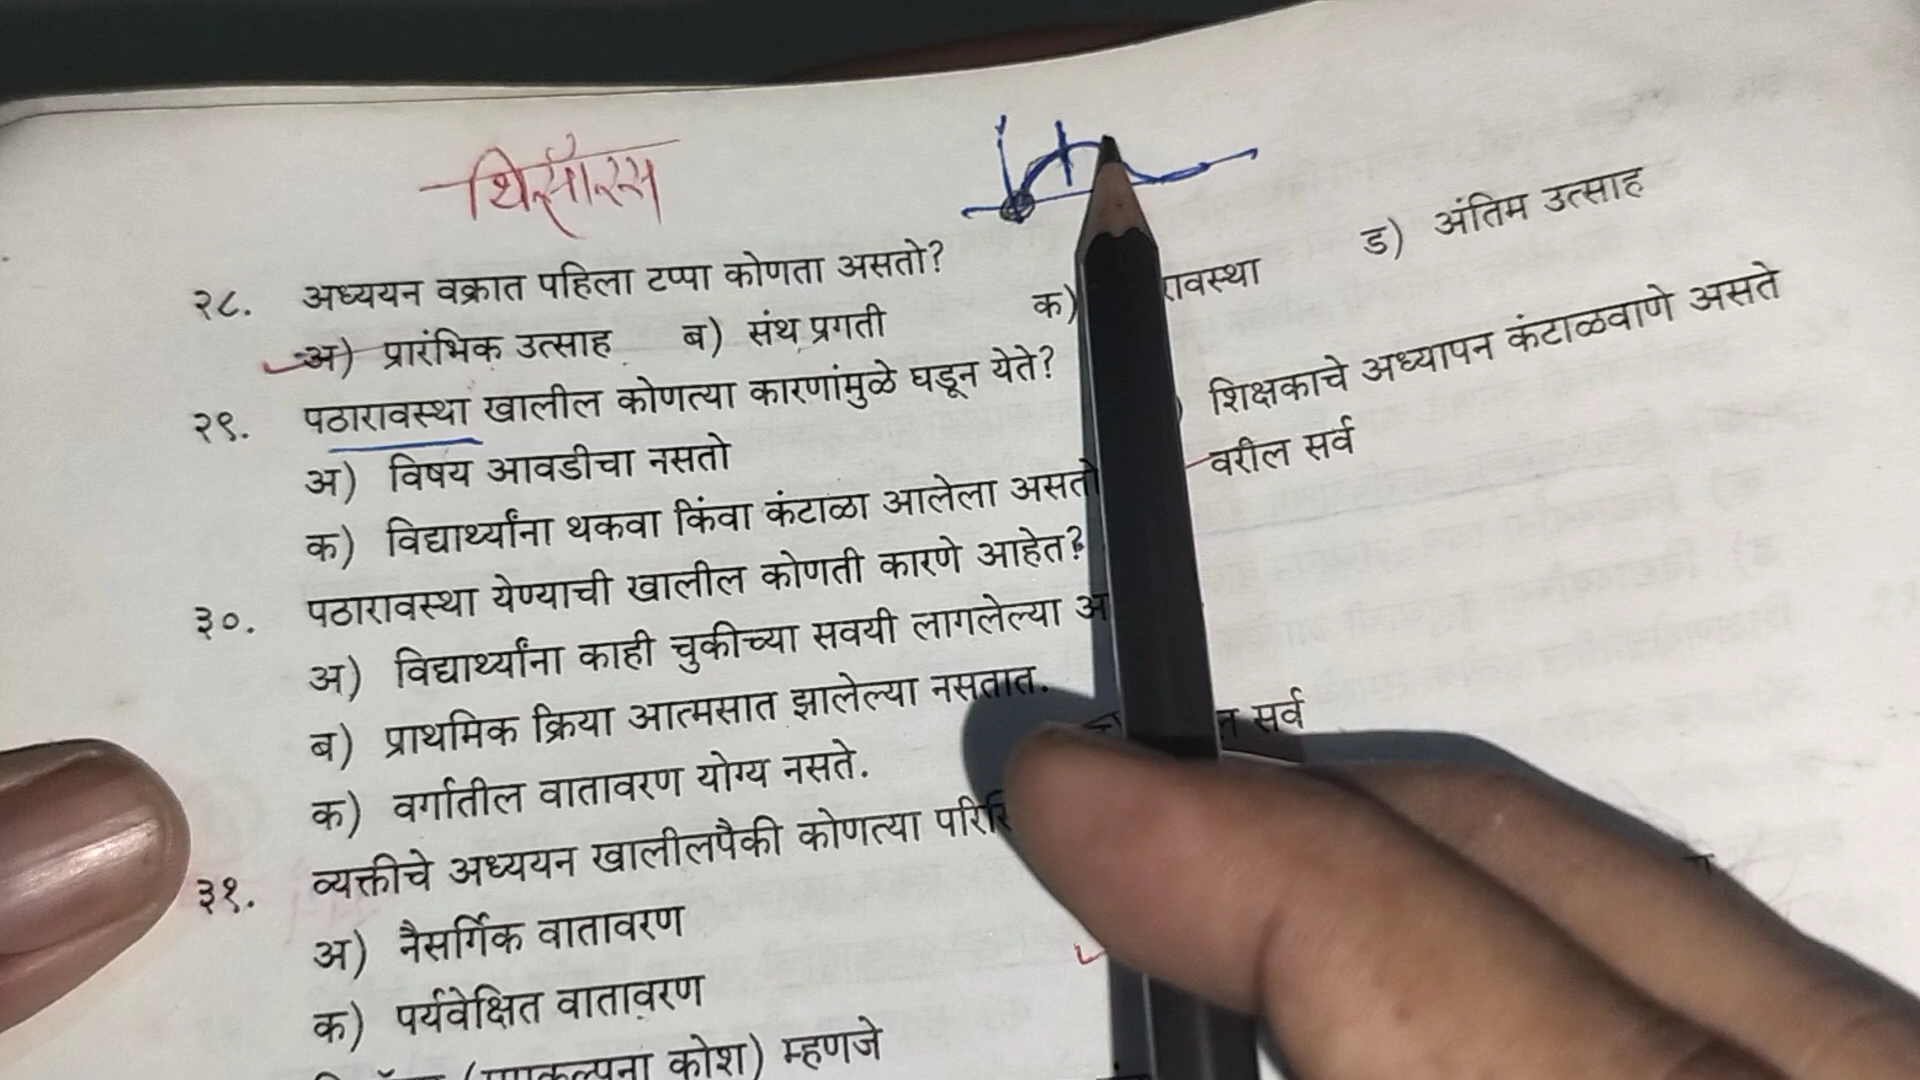 थिसॉरस
२८. अध्ययन वक्रात पहिला टप्पा कोणता असतो?
अ) प्रारंभिक उत्साह ब) संथ प्रगती क) रावस्था ड) अंतिम उत्साह
२९. पठारावस्था खालील कोणत्या कारणांमुळे घडून येते?
अ) विषय आवडीचा नसतो ) शिक्षकाचे अध्यापन कंटाळवाणे असते
क) विद्यार्थ्यांना थकवा किंवा कंटाळा आलेला असतो वरील सर्व
३०. पठारावस्था येण्याची खालील कोणती कारणे आहेत?
अ) विद्यार्थ्यांना काही चुकीच्या सवयी लागलेल्या अ
ब) प्राथमिक क्रिया आत्मसात झालेल्या नसतात.
क) वर्गातील वातावरण योग्य नसते. सर्व
३१. व्यक्तीचे अध्ययन खालीलपैकी कोणत्या
अ) नैसर्गिक वातावरण
क) पर्यवेक्षित वातावरण
कोश) म्हणजे